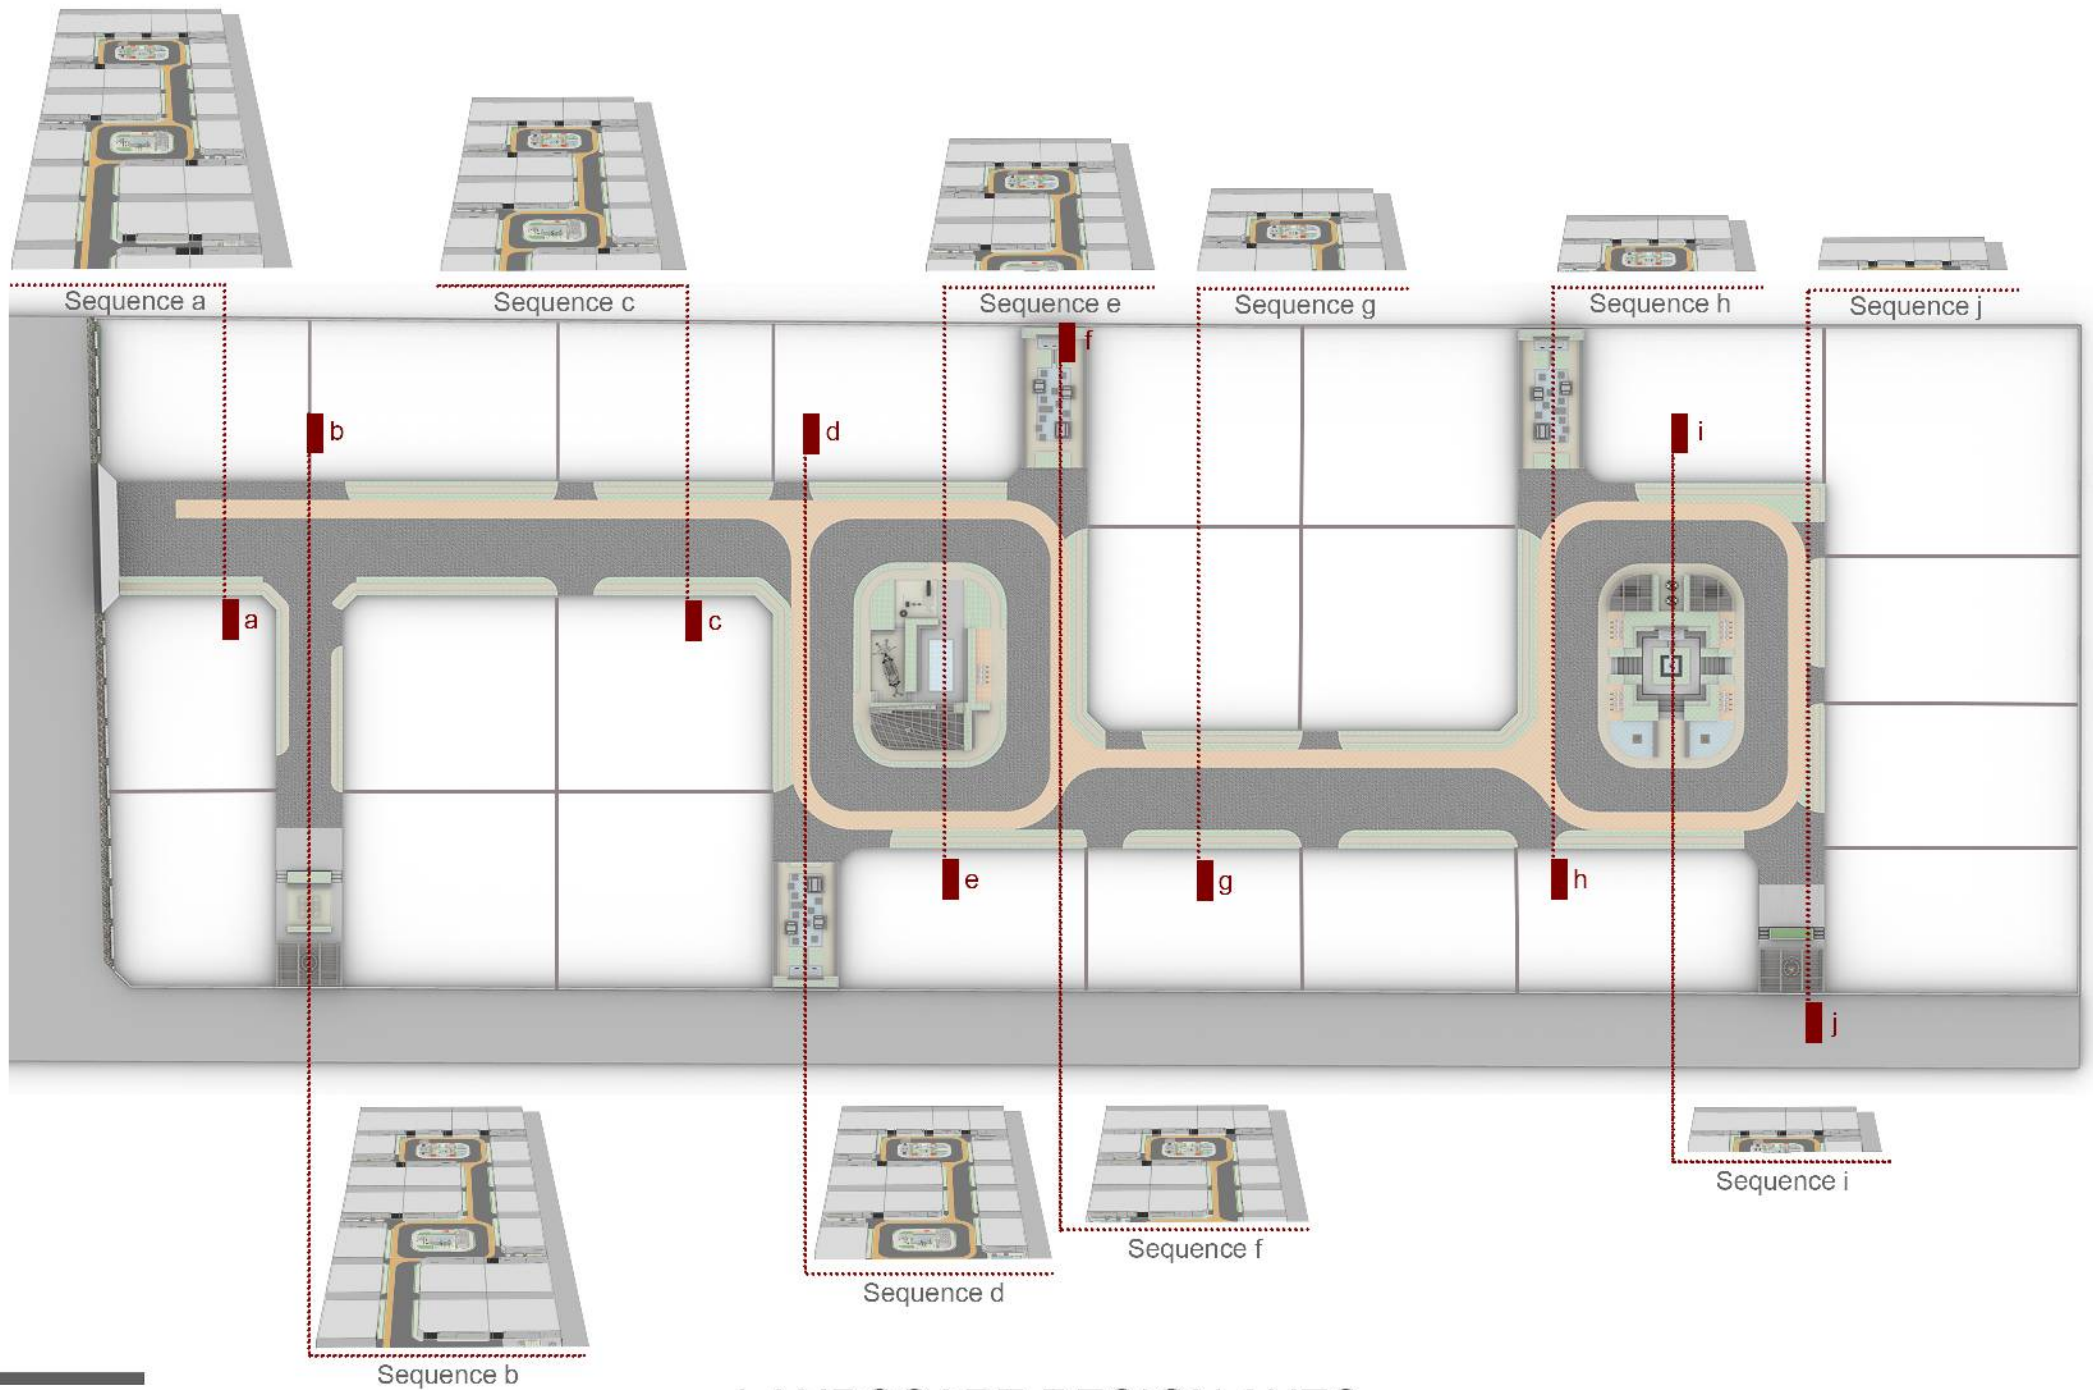 Sequence a
Sequence c
Sequence e
Sequence g
Sequence h
Sequence j
f
b
d
i
a
c
e
g
h
j
Sequence i
Sequence f
Sequence d
Sequence b